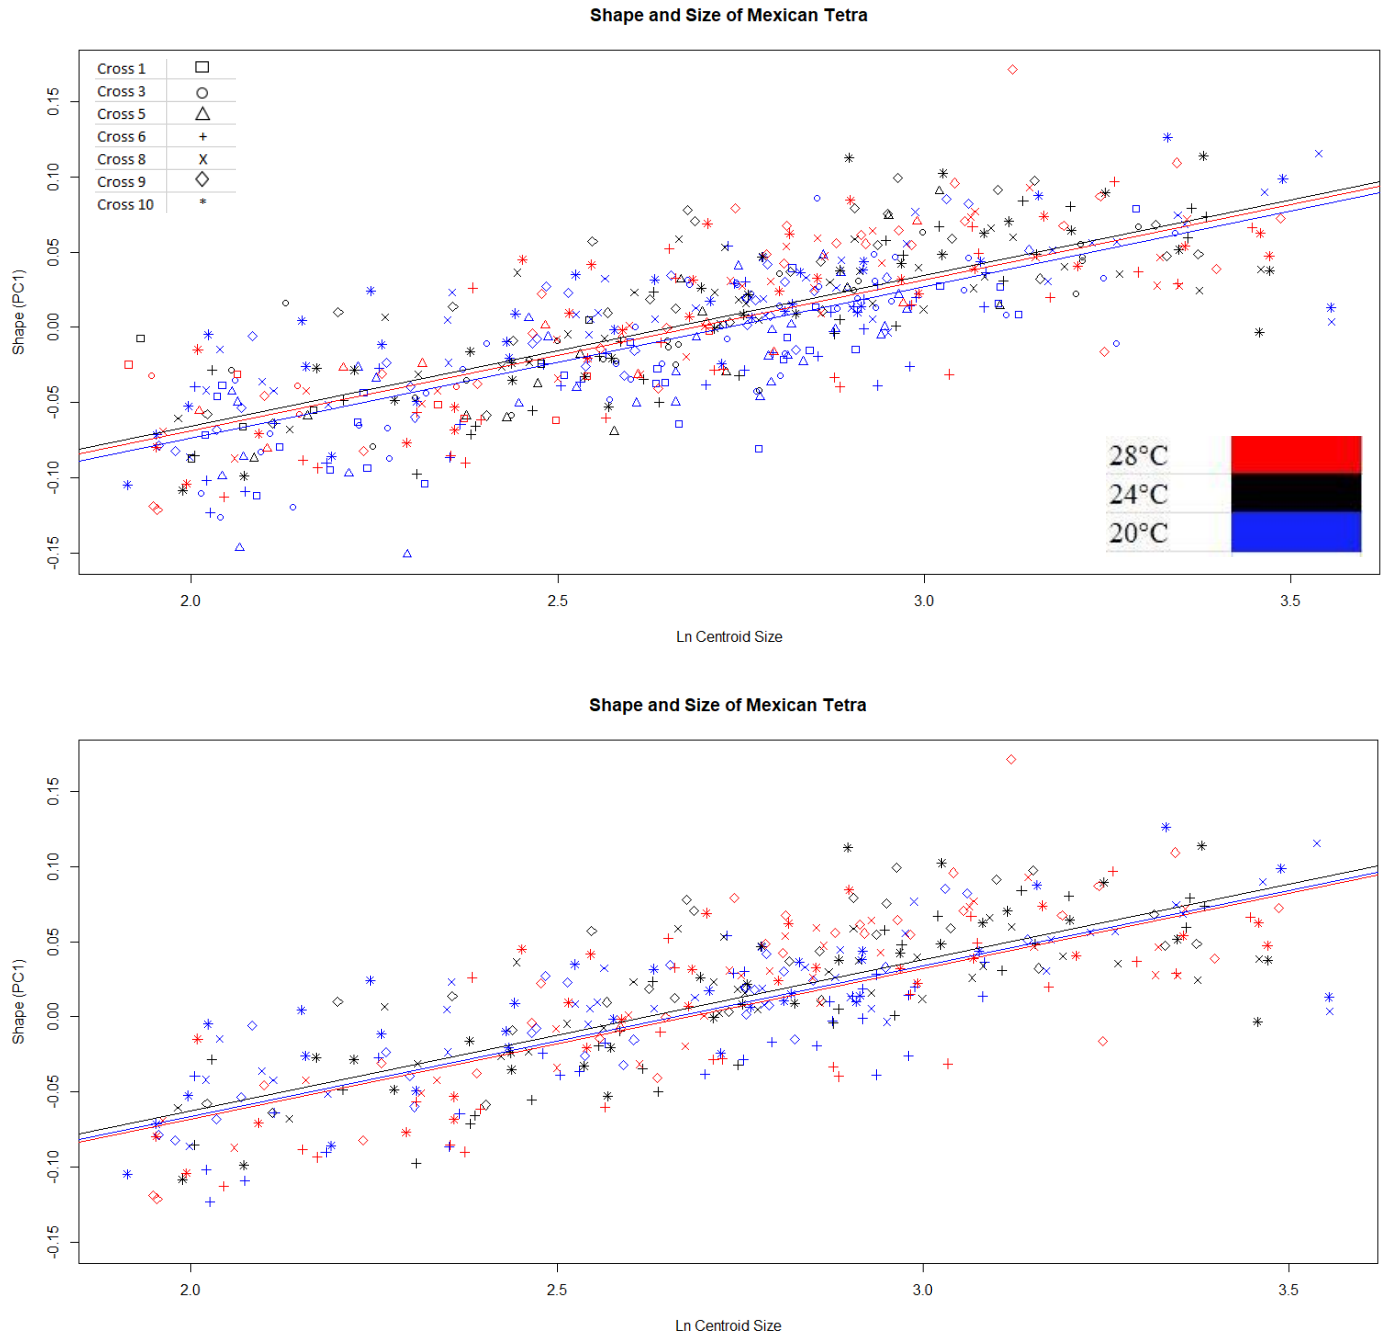 Shape and Size of Mexican Tetra
Cross 1
Cross 3
Cross 5
Cross 6
Cross 8
Cross 9
Cross 10
0.15
0.10
0.05
0.00
-0.05
-0.10
-0.15
Shape (PC1)
28°C
24°C
20°C
2.0 2.5 3.0 3.5
Ln Centroid Size
Shape and Size of Mexican Tetra
0.15
0.10
0.05
0.00
-0.05
-0.10
-0.15
Shape (PC1)
2.0 2.5 3.0 3.5
Ln Centroid Size